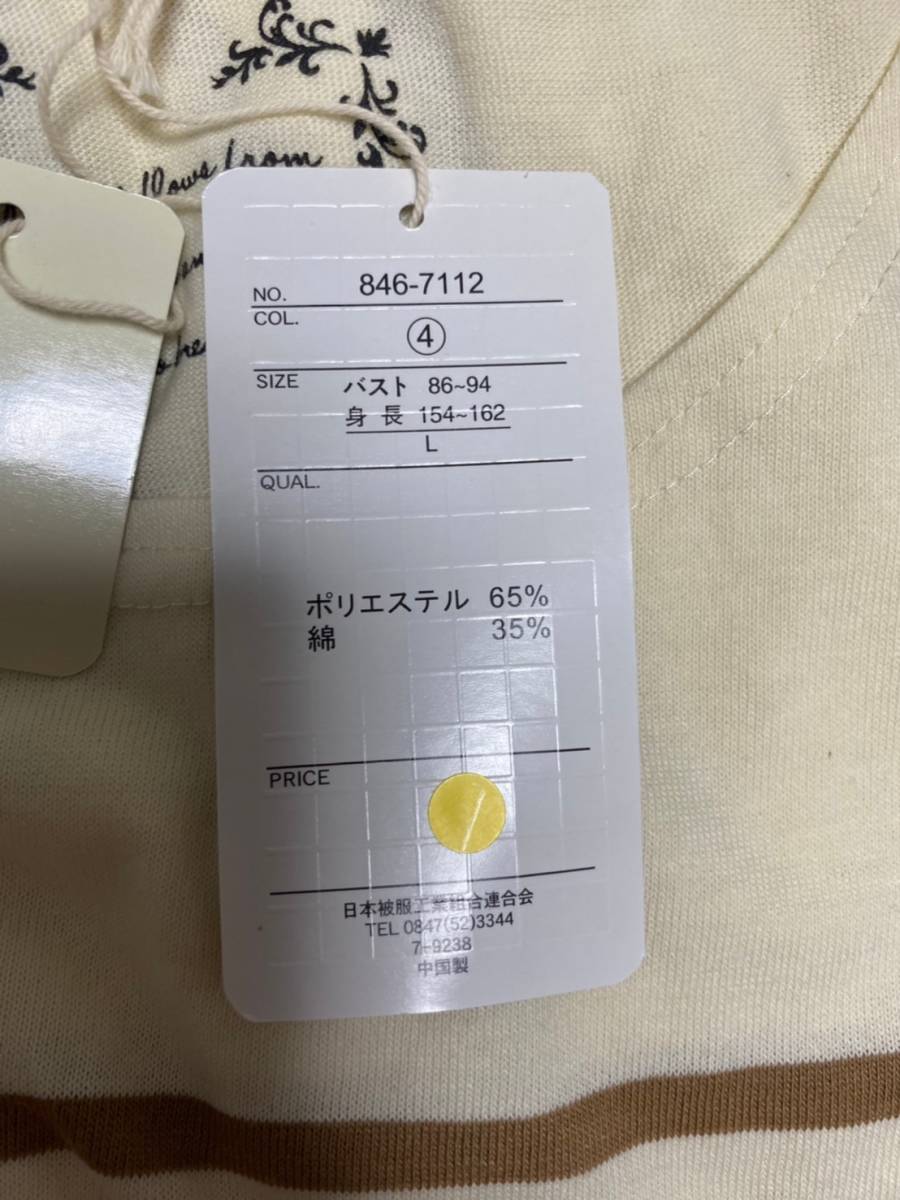 lows from
NO. 846-7112
COL. ④
SIZE バスト 86~94
身長 154~162
L
QUAL.
ポリエステル 65%
綿 35%
PRICE
日本被服工業組合連合会
TEL 0847(52)3344
7-9238
中国製